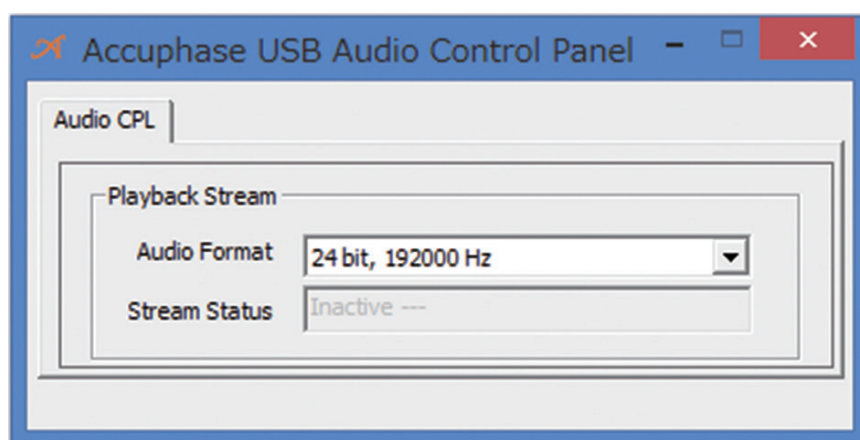 Accuphase USB Audio Control Panel
Audio CPL
Playback Stream
Audio Format 24 bit, 192000 Hz
Stream Status Inactive ---